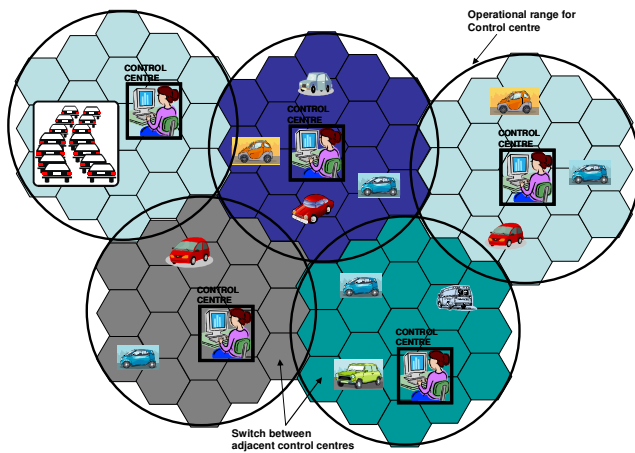 Operational range for
Control centre
CONTROL
CENTRE
CONTROL
CENTRE
CONTROL
CENTRE
CONTROL
CENTRE
CONTROL
CENTRE
Switch between
adjacent control centres